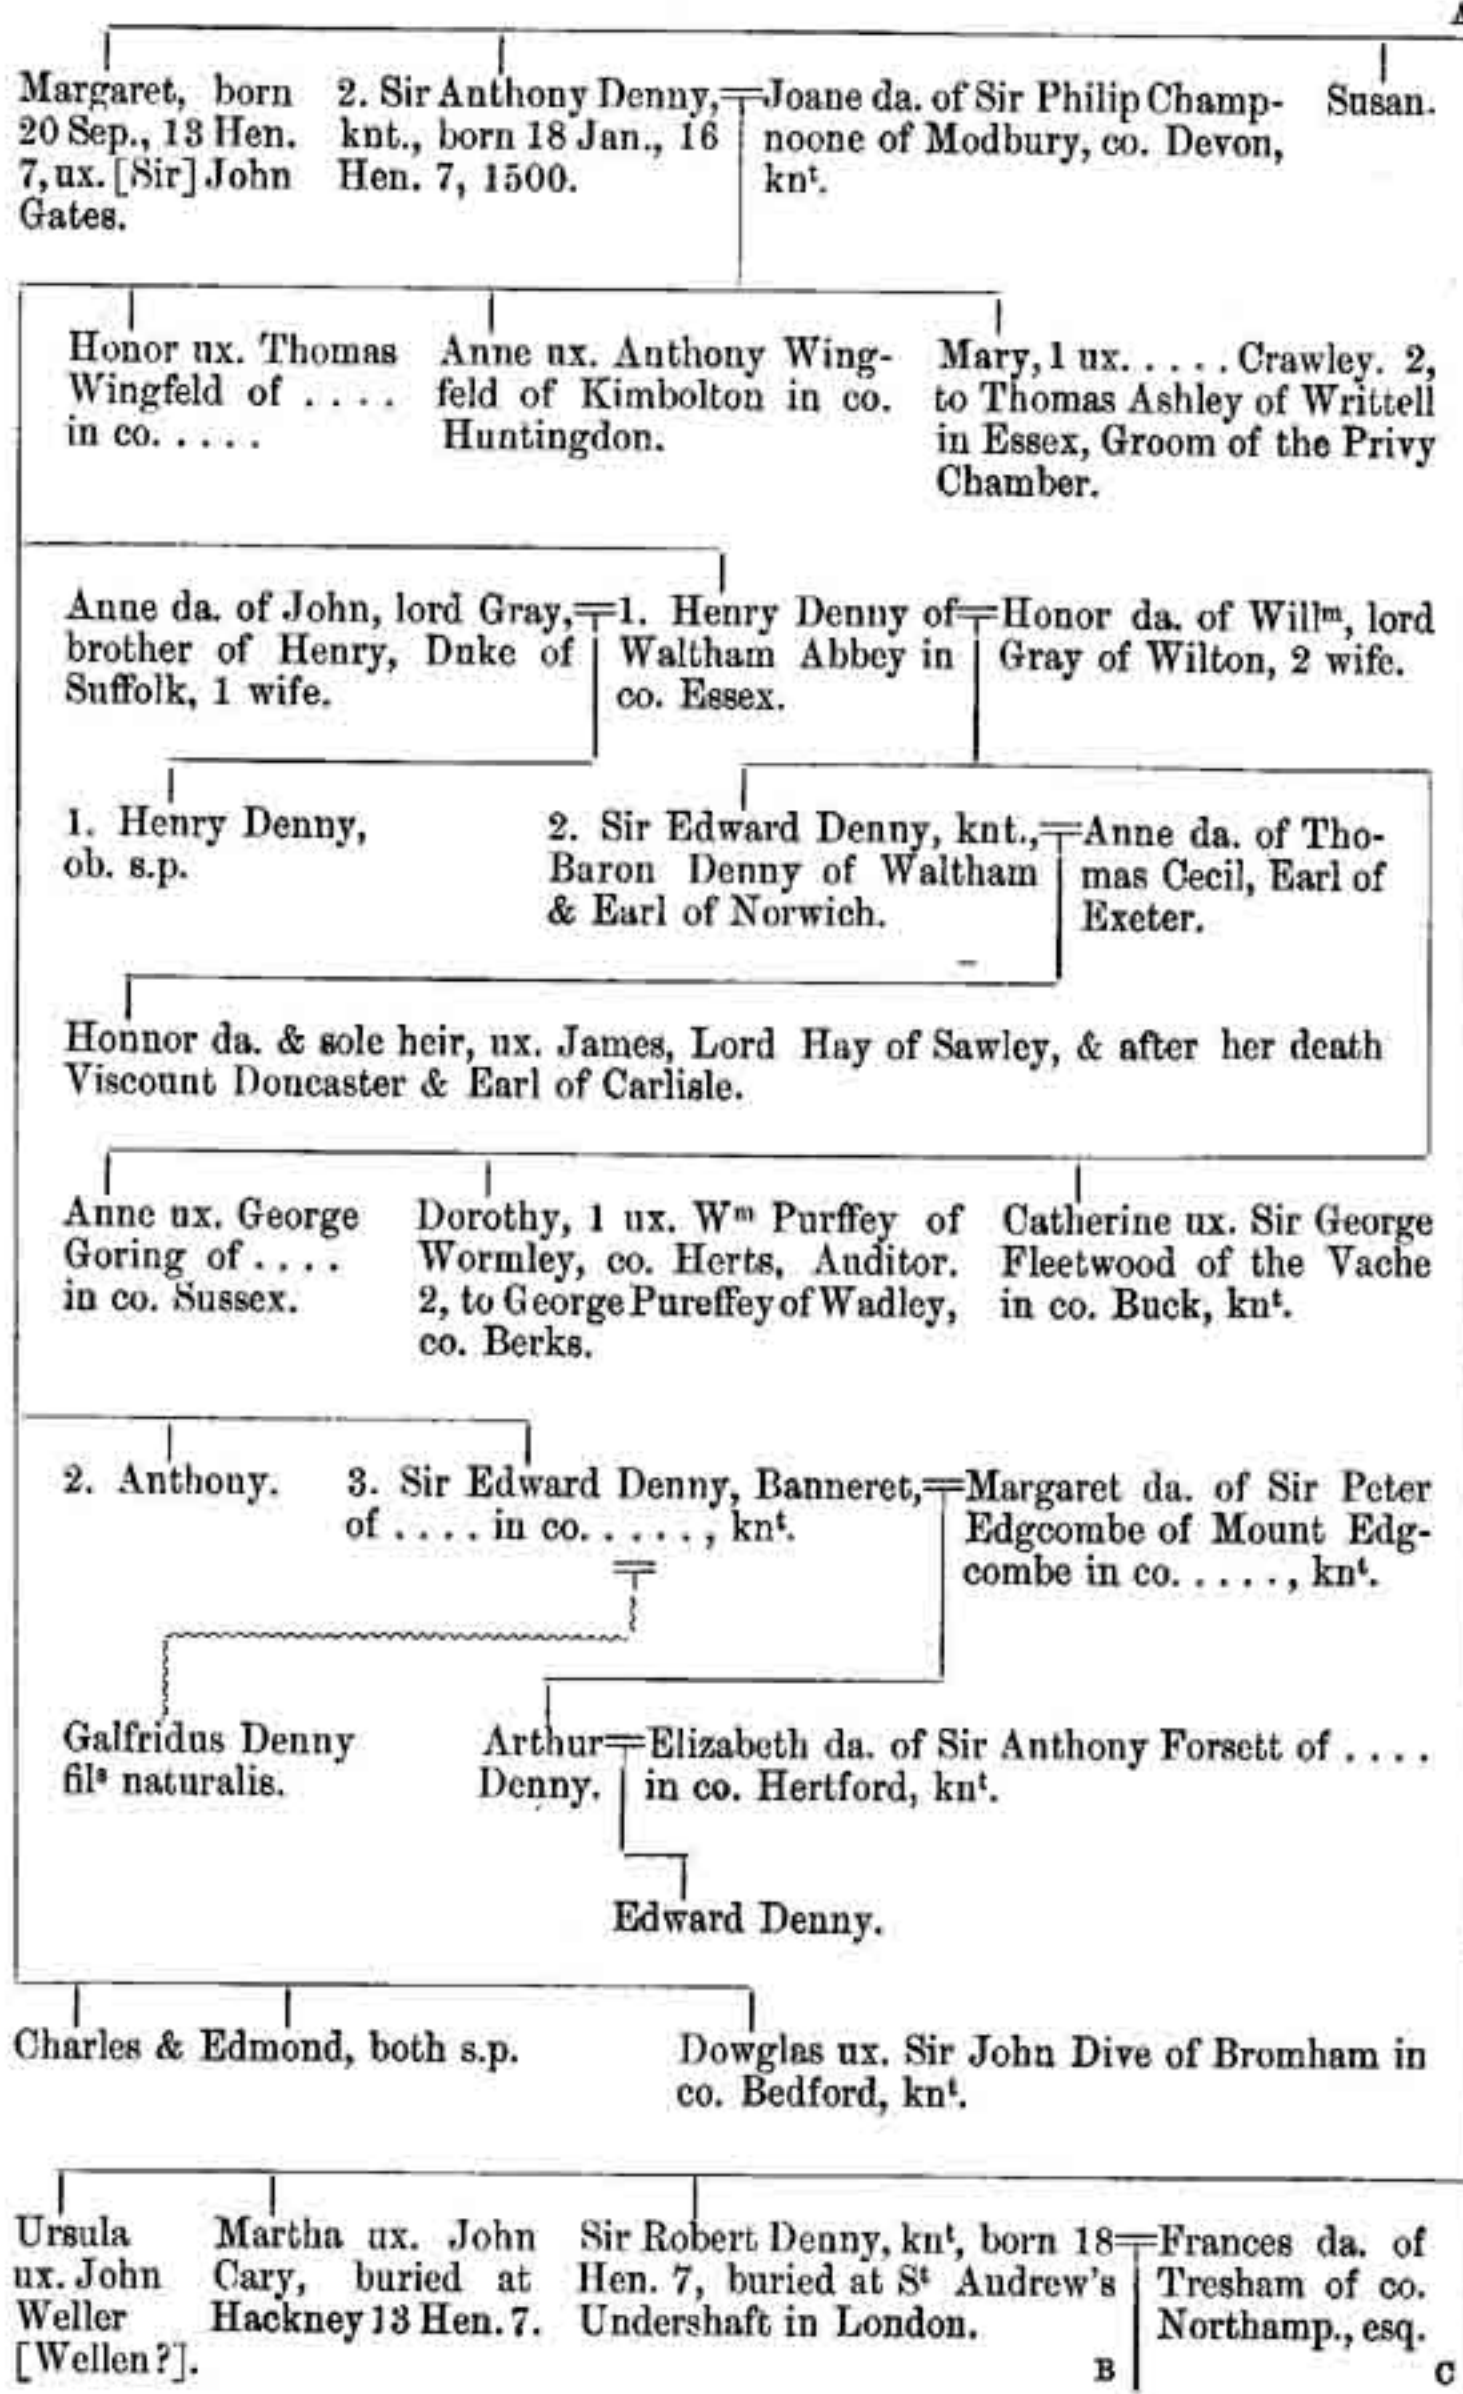 Margaret, born
20 Sep., 13 Hen.
7, ux. [Sir] John
Gates.
2. Sir Anthony Denny,
knt., born 18 Jan., 16
Hen. 7, 1500.
Joane da. of Sir Philip Champ-
noone of Modbury, co. Devon,
knᵗ.
Susan.
Honor ux. Thomas
Wingfeld of . . . .
in co. . . . .
Anne ux. Anthony Wing-
feld of Kimbolton in co.
Huntingdon.
Mary, 1 ux. . . . . Crawley. 2,
to Thomas Ashley of Writtell
in Essex, Groom of the Privy
Chamber.
Anne da. of John, lord Gray,
brother of Henry, Duke of
Suffolk, 1 wife.
1. Henry Denny of
Waltham Abbey in
co. Essex.
Honor da. of Willᵐ, lord
Gray of Wilton, 2 wife.
1. Henry Denny,
ob. s.p.
2. Sir Edward Denny, knt.,
Baron Denny of Waltham
& Earl of Norwich.
Anne da. of Tho-
mas Cecil, Earl of
Exeter.
Honnor da. & sole heir, ux. James, Lord Hay of Sawley, & after her death
Viscount Doncaster & Earl of Carlisle.
Anne ux. George
Goring of . . . .
in co. Sussex.
Dorothy, 1 ux. Wᵐ Purffey of
Wormley, co. Herts, Auditor.
2, to George Pureffey of Wadley,
co. Berks.
Catherine ux. Sir George
Fleetwood of the Vache
in co. Buck, knᵗ.
2. Anthony.
3. Sir Edward Denny, Banneret,
of . . . . in co. . . . . , knᵗ.
Margaret da. of Sir Peter
Edgcombe of Mount Edg-
combe in co. . . . . , knᵗ.
Galfridus Denny
filˢ naturalis.
Arthur
Denny.
Elizabeth da. of Sir Anthony Forsett of . . . .
in co. Hertford, knᵗ.
Edward Denny.
Charles & Edmond, both s.p.
Dowglas ux. Sir John Dive of Bromham in
co. Bedford, knᵗ.
Ursula
ux. John
Weller
[Wellen?].
Martha ux. John
Cary, buried at
Hackney 13 Hen. 7.
Sir Robert Denny, knᵗ, born 18
Hen. 7, buried at Sᵗ Andrew's
Undershaft in London.
Frances da. of
Tresham of co.
Northamp., esq.
B
C